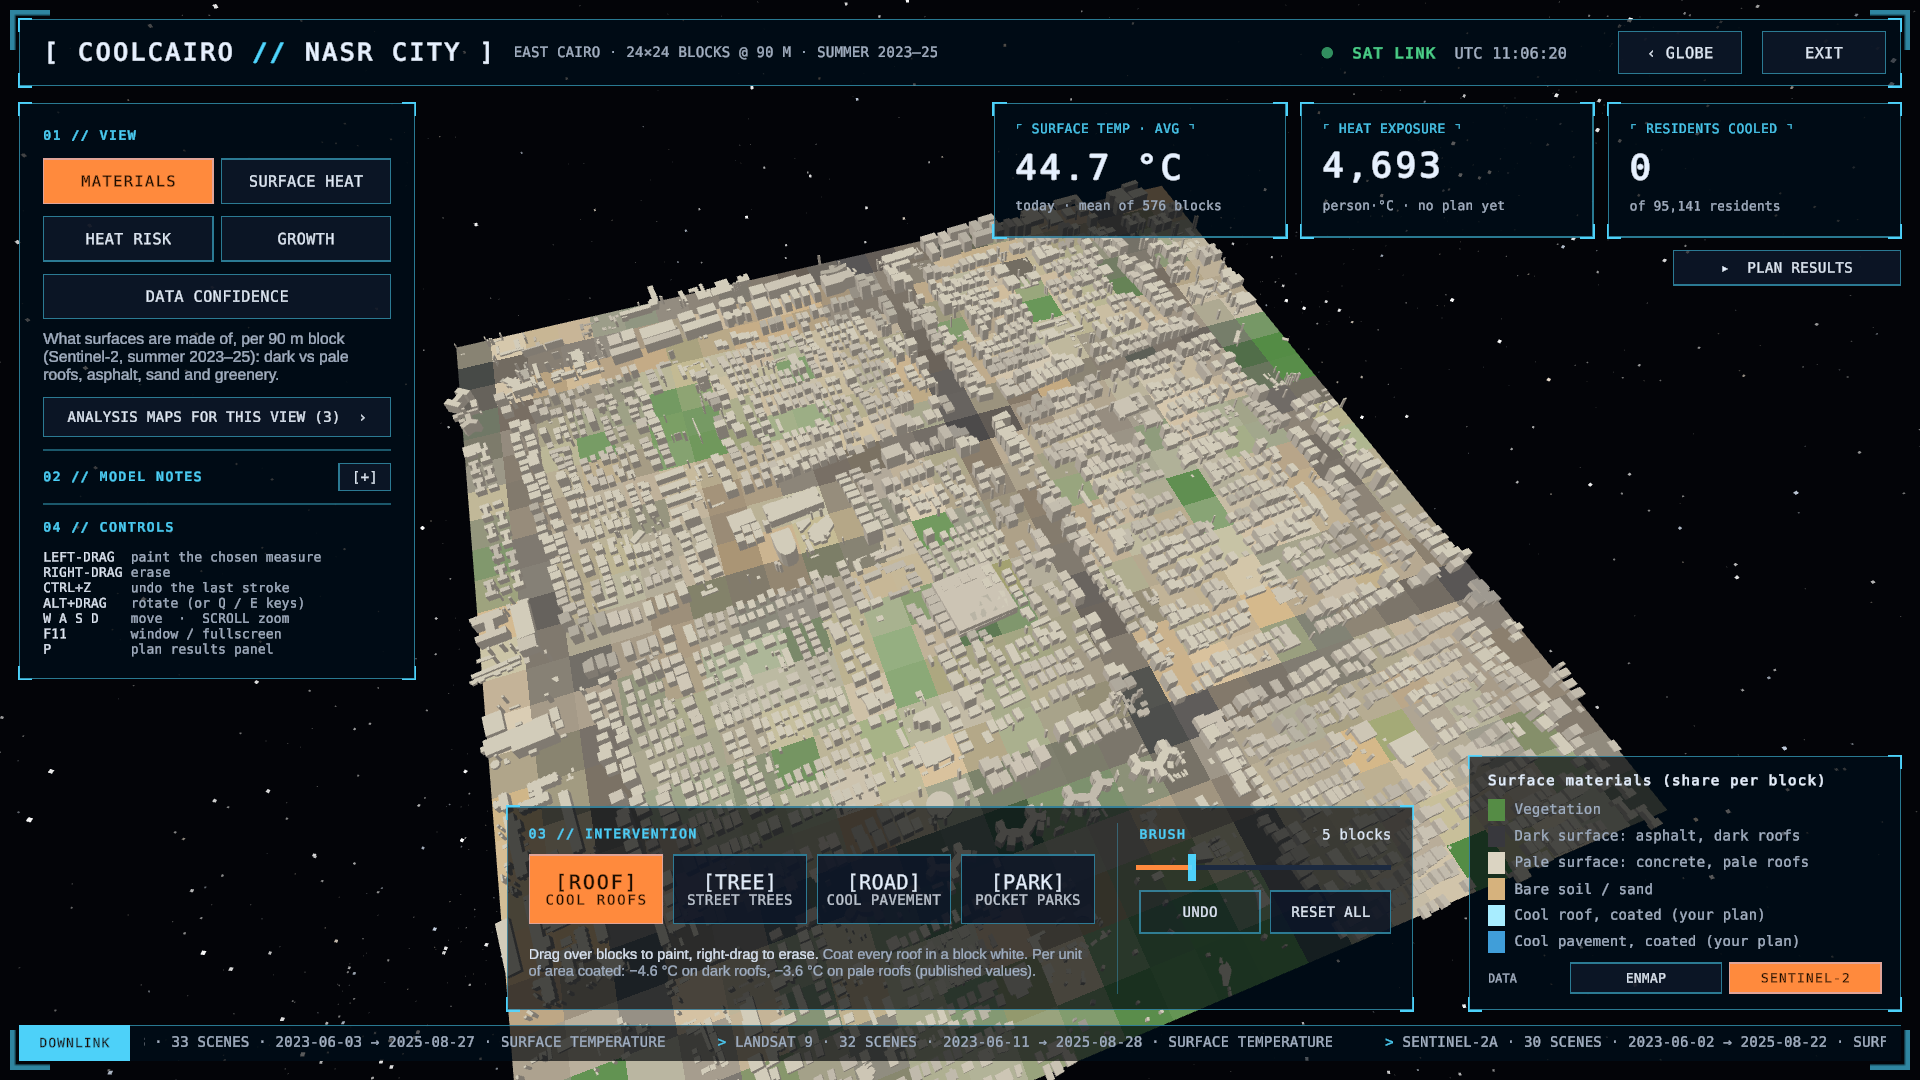 [ COOLCAIRO // NASR CITY ] EAST CAIRO · 24×24 BLOCKS @ 90 M · SUMMER 2023–25
SAT LINK UTC 11:06:20
‹ GLOBE
EXIT
01 // VIEW
MATERIALS
SURFACE HEAT
HEAT RISK
GROWTH
DATA CONFIDENCE
What surfaces are made of, per 90 m block
(Sentinel-2, summer 2023–25): dark vs pale
roofs, asphalt, sand and greenery.
ANALYSIS MAPS FOR THIS VIEW (3) ›
02 // MODEL NOTES [+]
04 // CONTROLS
LEFT-DRAG paint the chosen measure
RIGHT-DRAG erase
CTRL+Z undo the last stroke
ALT+DRAG rotate (or Q / E keys)
W A S D move · SCROLL zoom
F11 window / fullscreen
P plan results panel
⌜ SURFACE TEMP · AVG ⌝
44.7 °C
today · mean of 576 blocks
⌜ HEAT EXPOSURE ⌝
4,693
person·°C · no plan yet
⌜ RESIDENTS COOLED ⌝
0
of 95,141 residents
▸ PLAN RESULTS
03 // INTERVENTION
[ROOF]
COOL ROOFS
[TREE]
STREET TREES
[ROAD]
COOL PAVEMENT
[PARK]
POCKET PARKS
Drag over blocks to paint, right-drag to erase. Coat every roof in a block white. Per unit
of area coated: −4.6 °C on dark roofs, −3.6 °C on pale roofs (published values).
BRUSH 5 blocks
UNDO
RESET ALL
Surface materials (share per block)
Vegetation
Dark surface: asphalt, dark roofs
Pale surface: concrete, pale roofs
Bare soil / sand
Cool roof, coated (your plan)
Cool pavement, coated (your plan)
DATA ENMAP SENTINEL-2
DOWNLINK · 33 SCENES · 2023-06-03 → 2025-08-27 · SURFACE TEMPERATURE > LANDSAT 9 · 32 SCENES · 2023-06-11 → 2025-08-28 · SURFACE TEMPERATURE > SENTINEL-2A · 30 SCENES · 2023-06-02 → 2025-08-22 · SURF